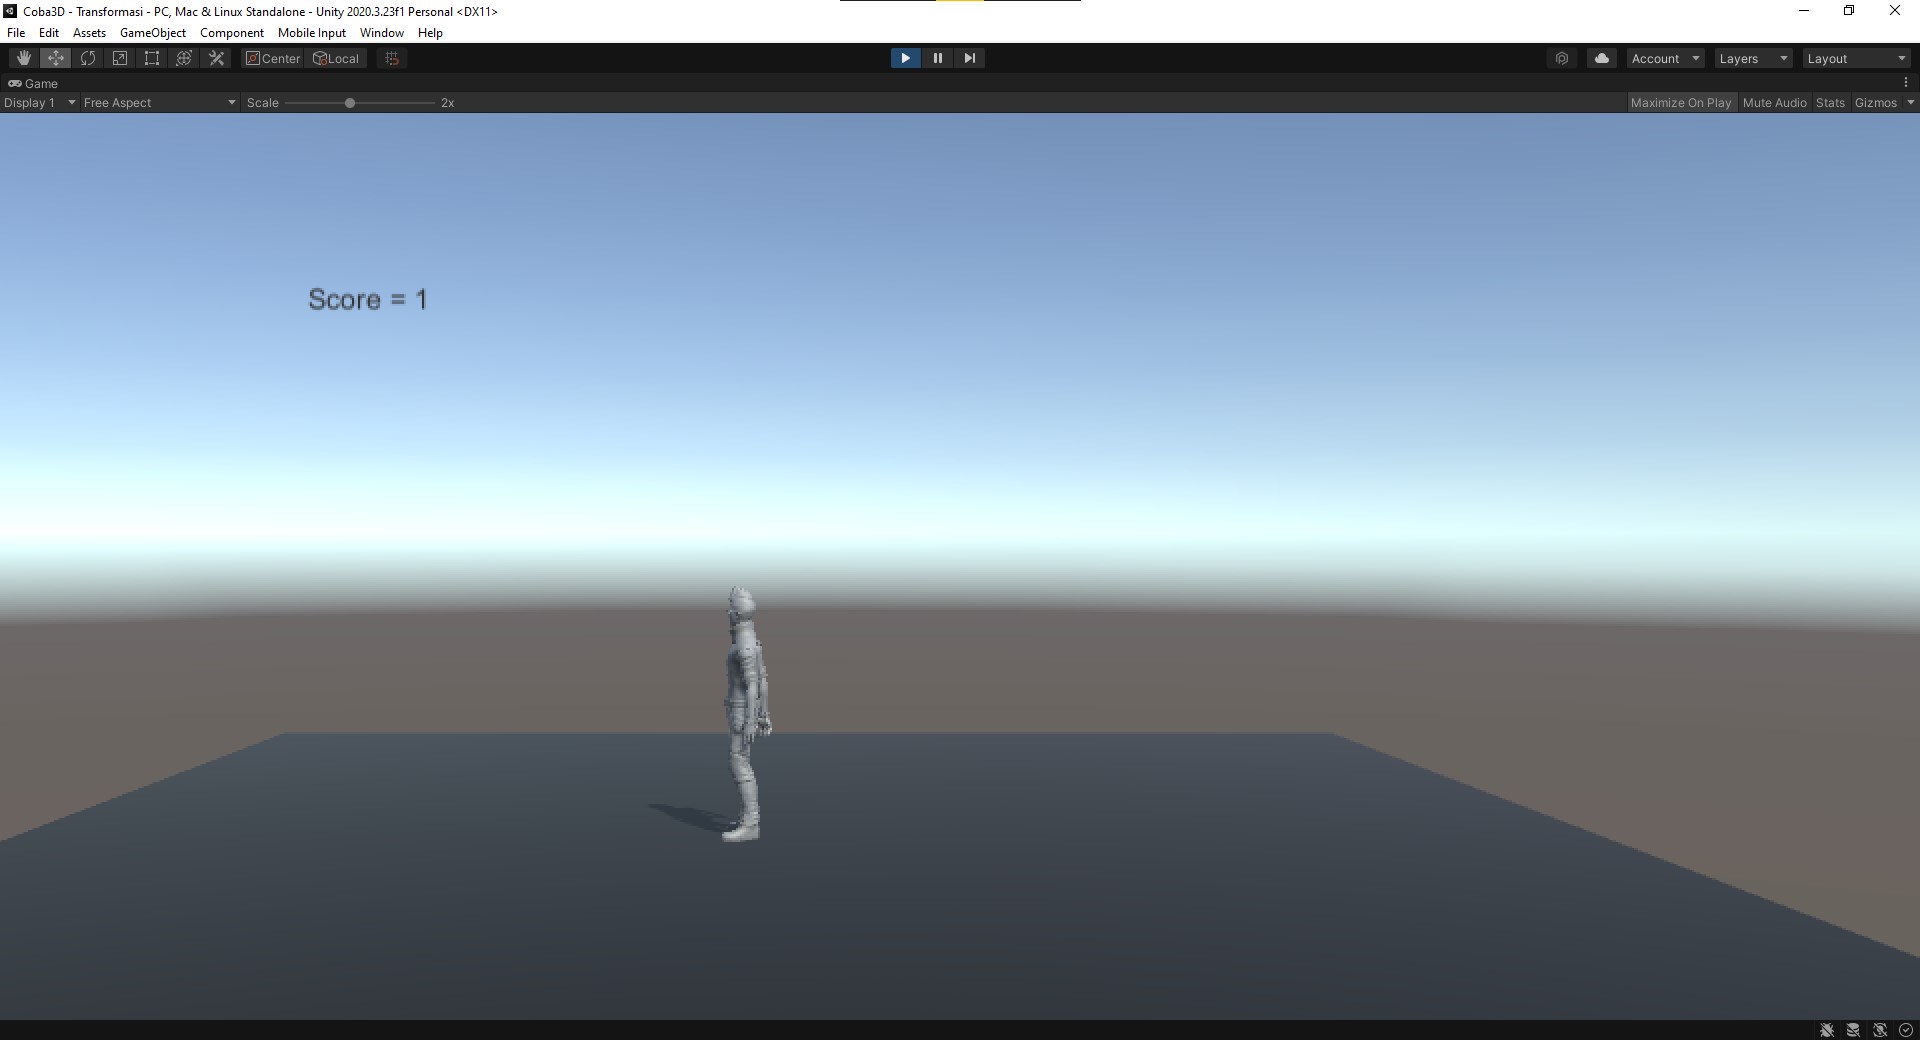 Coba3D - Transformasi - PC, Mac & Linux Standalone - Unity 2020.3.23f1 Personal <DX11>
File Edit Assets GameObject Component Mobile Input Window Help
Center Local Account Layers Layout
Game
Display 1 Free Aspect Scale 2x Maximize On Play Mute Audio Stats Gizmos
Score = 1